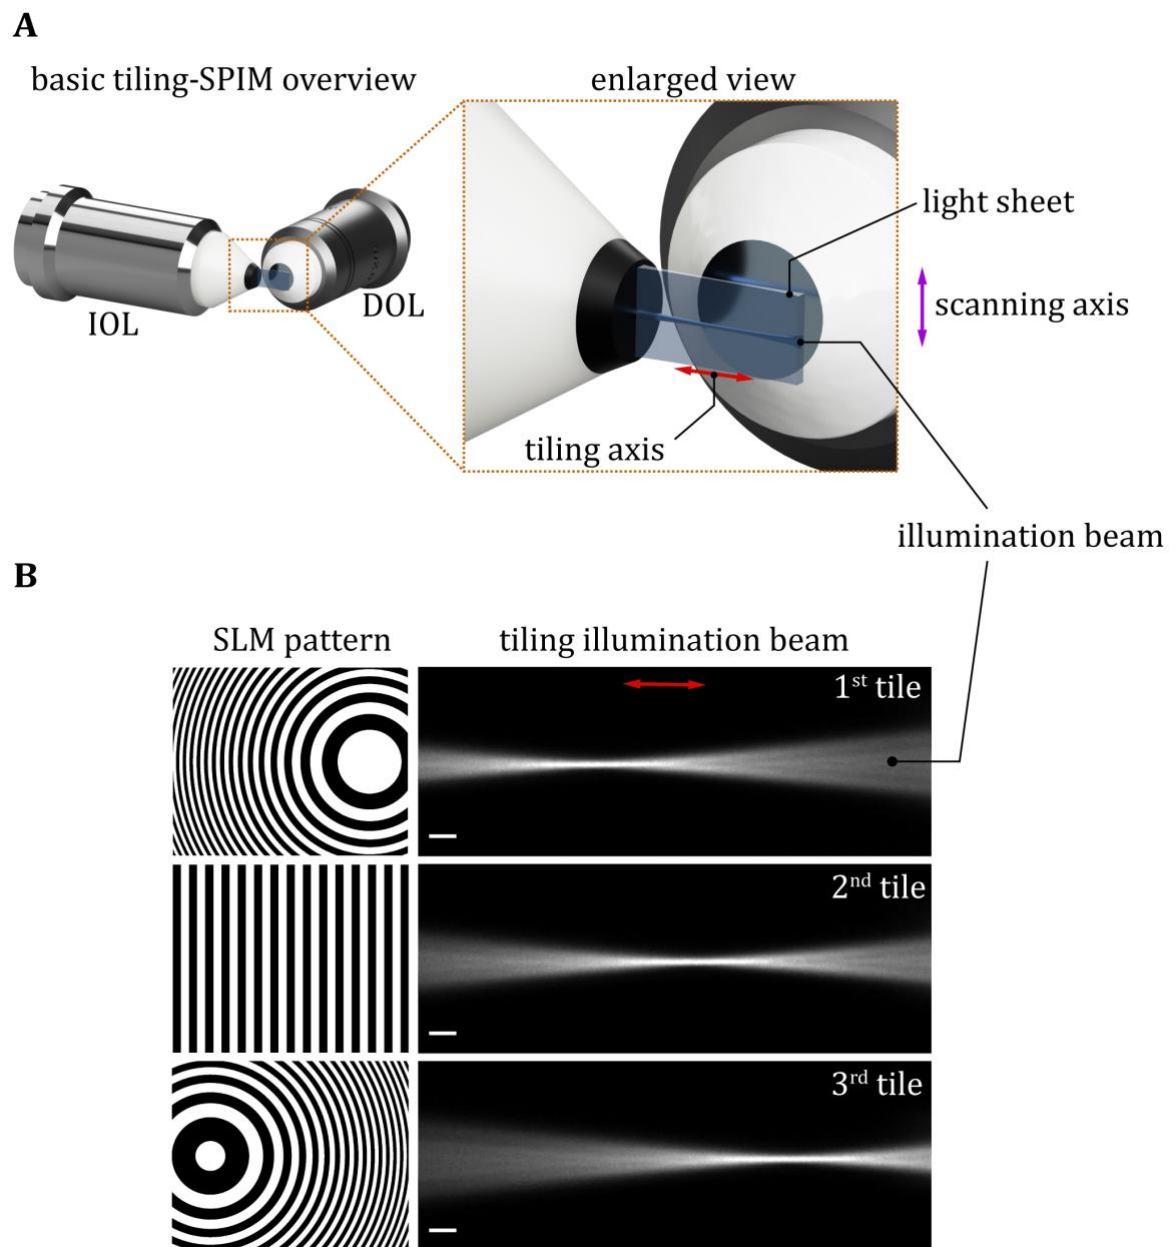 A
basic tiling-SPIM overview
enlarged view
IOL
DOL
light sheet
scanning axis
tiling axis
illumination beam
B
SLM pattern
tiling illumination beam
1st tile
2nd tile
3rd tile